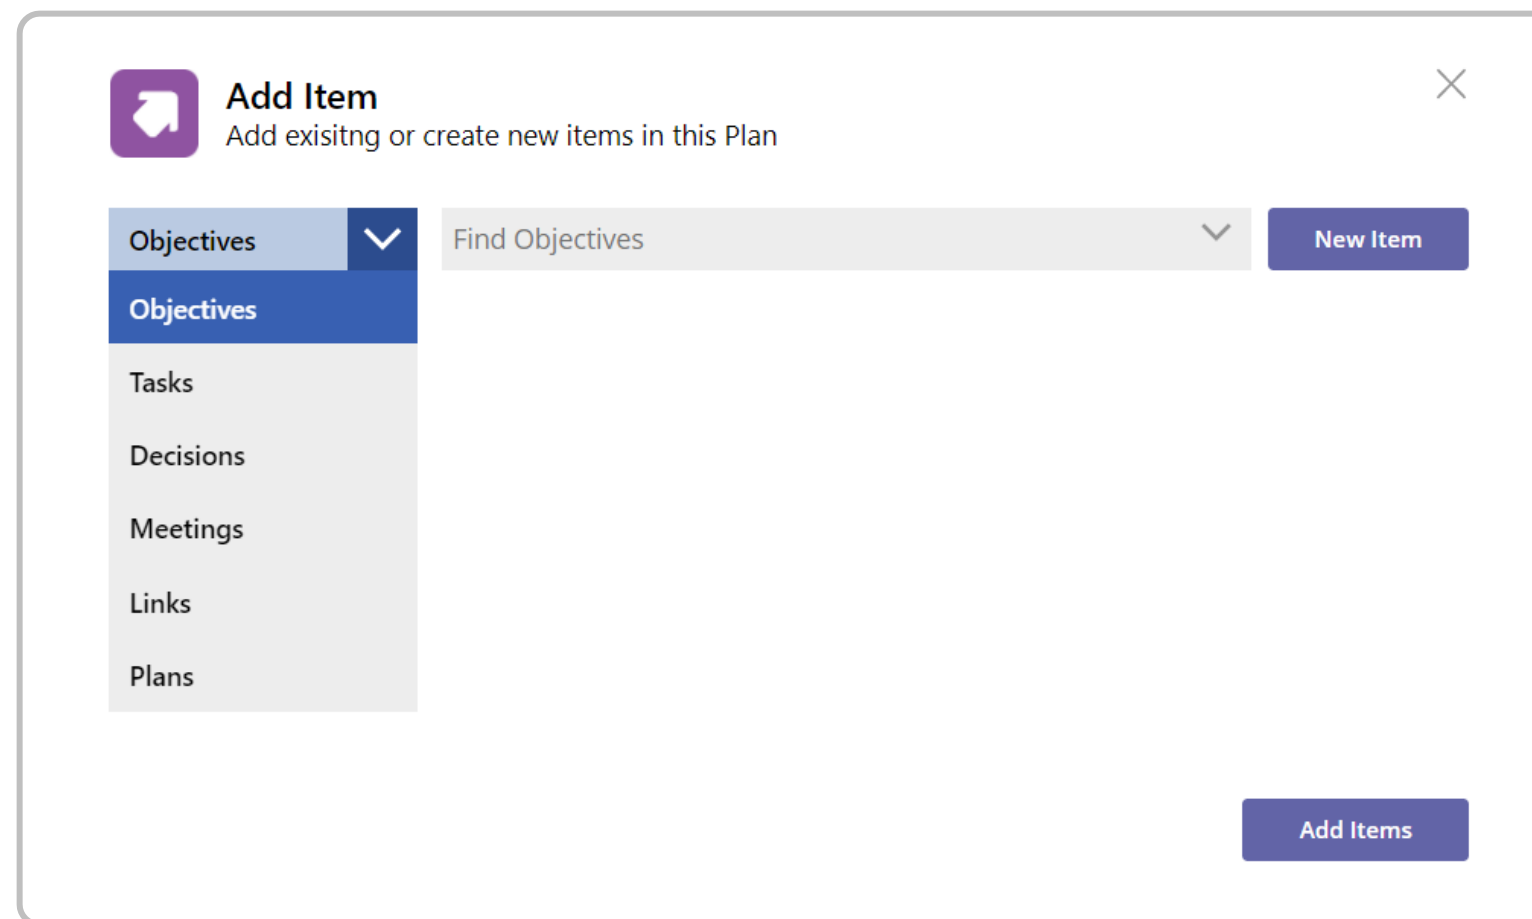 Add Item
Add exisitng or create new items in this Plan
Objectives
Find Objectives
New Item
Objectives
Tasks
Decisions
Meetings
Links
Plans
Add Items